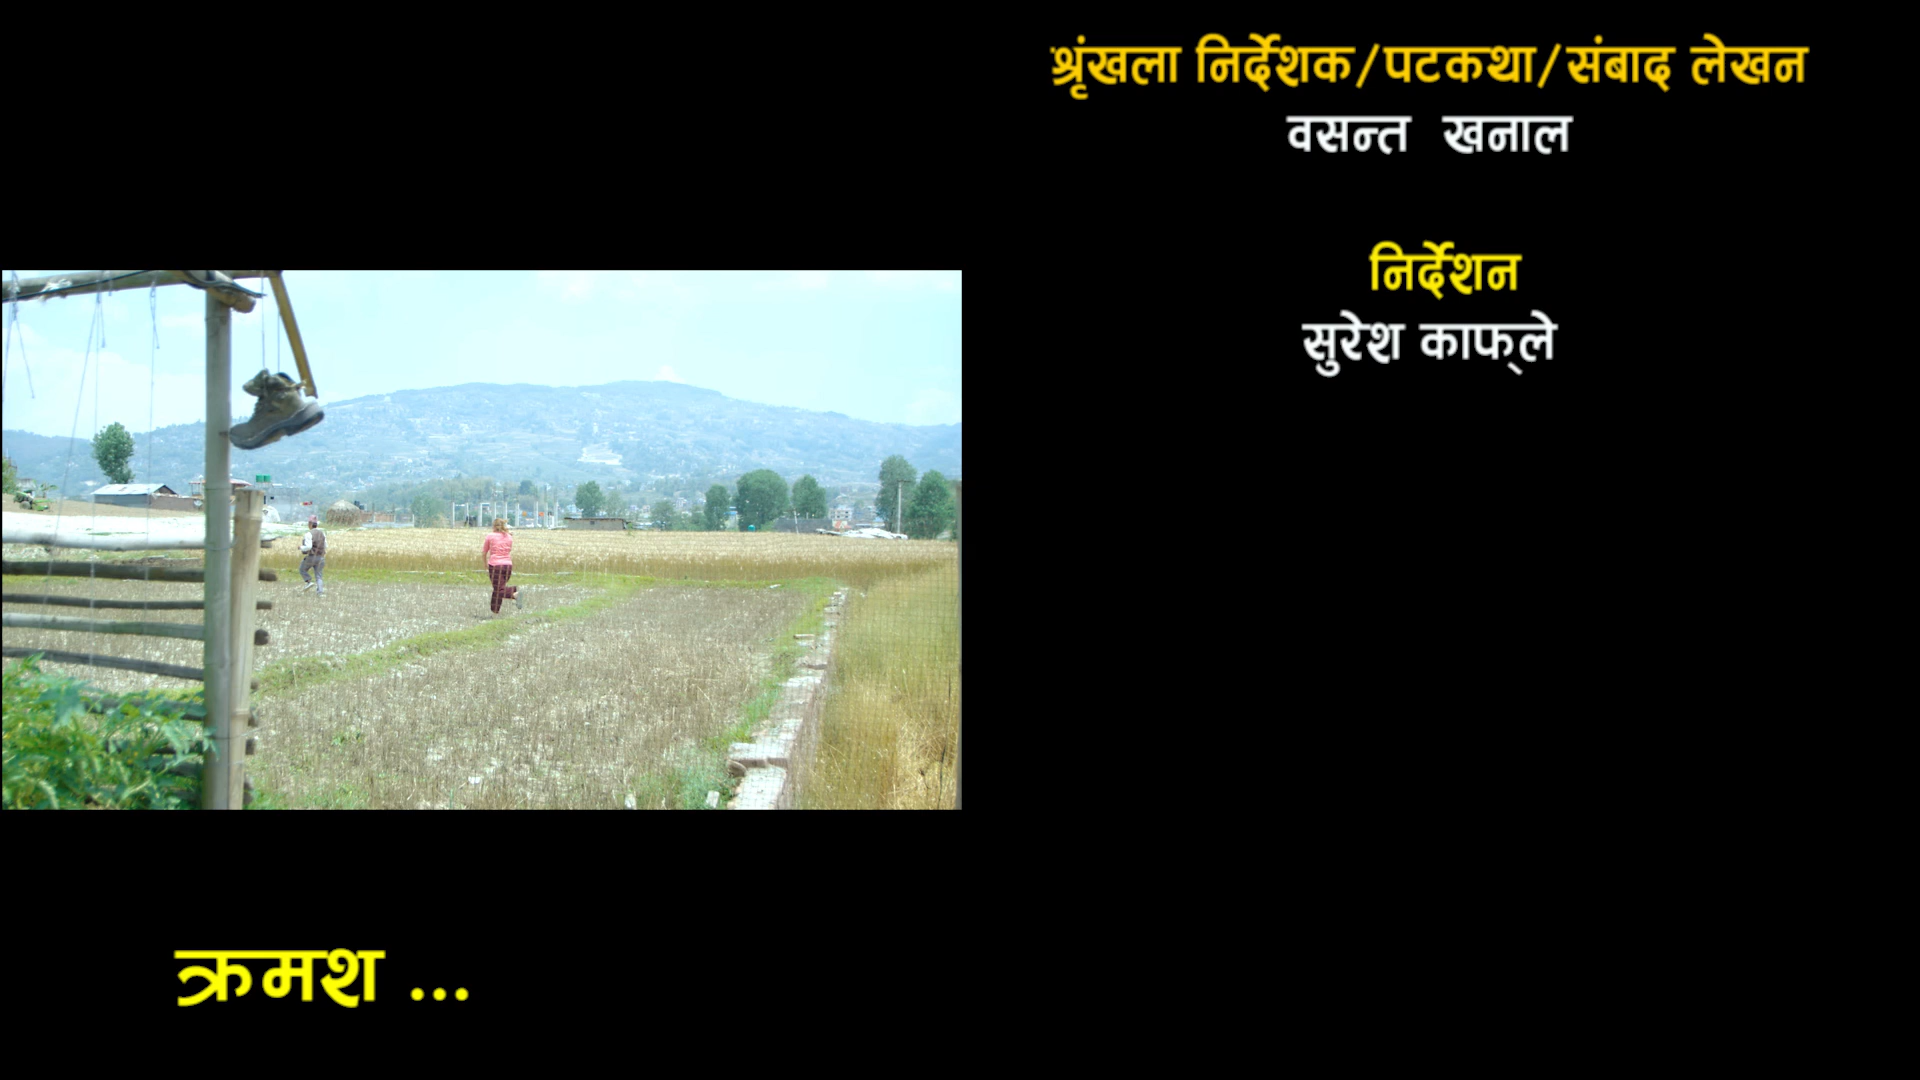 श्रृंखला निर्देशक/पटकथा/संबाद लेखन
वसन्त खनाल
निर्देशन
सुरेश काफ्ले
क्रमश ...